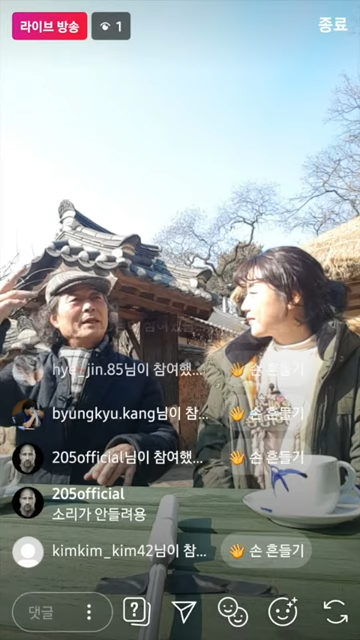 라이브 방송
1
종료
hye_jin.85님이 참여했...
손 흔들기
byungkyu.kang님이 참...
손 흔들기
205official님이 참여했...
손 흔들기
205official
소리가 안들려용
kimkim_kim42님이 참...
손 흔들기
댓글